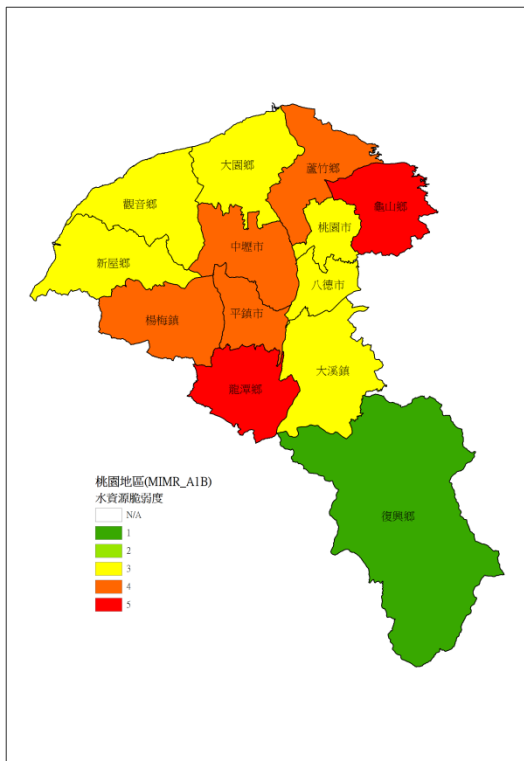 大園鄉
蘆竹鄉
觀音鄉
龜山鄉
桃園市
中壢市
新屋鄉
八德市
楊梅鎮
平鎮市
大溪鎮
龍潭鄉
復興鄉
桃園地區(MIMR_A1B)
水資源脆弱度
N/A
1
2
3
4
5